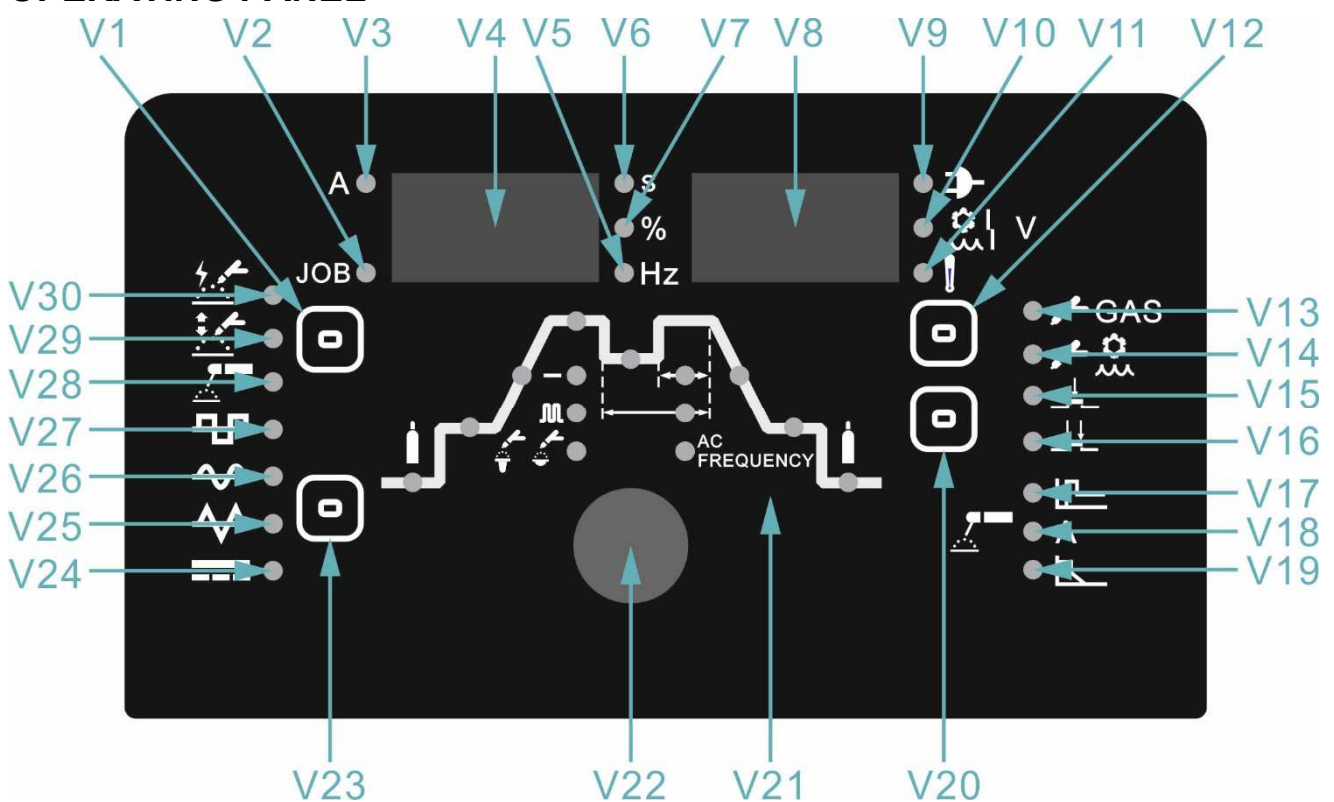 OPERATING PANEL
V1 V2 V3 V4 V5 V6 V7 V8 V9 V10 V11 V12
A s
% V
JOB Hz
V30 GAS V13
V29 V14
V28 V15
V27 AC V16
FREQUENCY
V26 V17
V25 V18
V24 V19
V23 V22 V21 V20